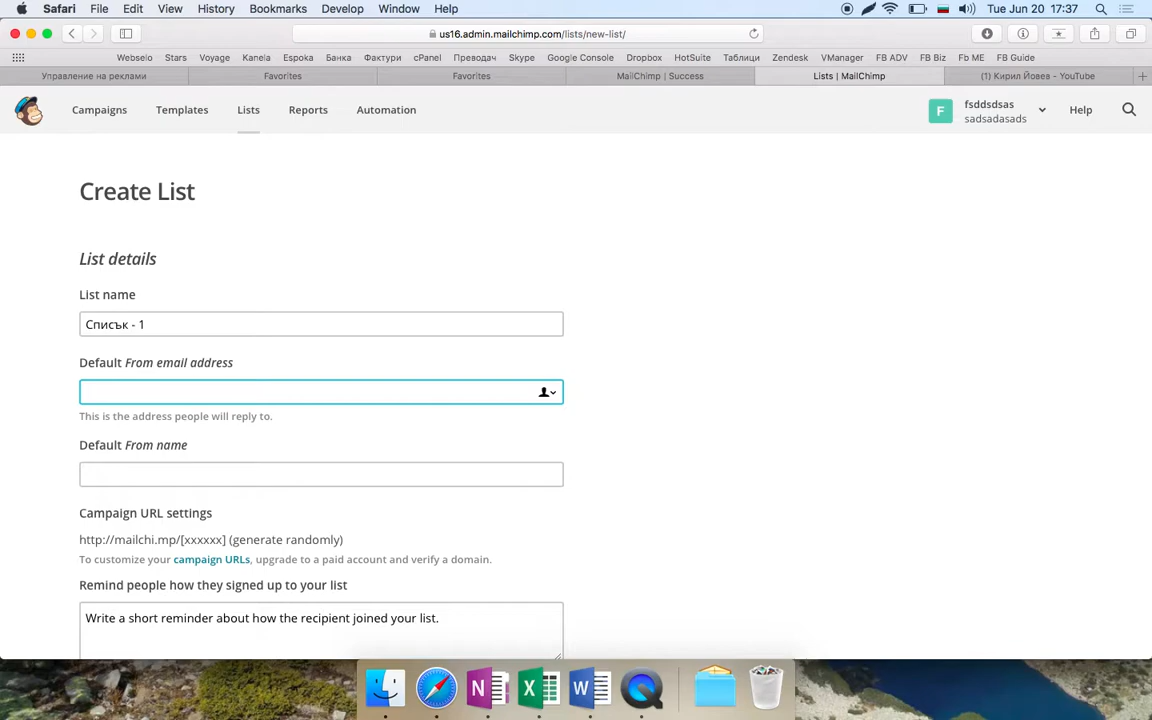 Safari File Edit View History Bookmarks Develop Window Help Tue Jun 20 17:37
us16.admin.mailchimp.com/lists/new-list/
Webselo Stars Voyage Kanela Espoka Банка Фактури cPanel Преводач Skype Google Console Dropbox HotSuite Таблици Zendesk VManager FB ADV FB Biz Fb ME FB Guide
Управление на реклами Favorites Favorites MailChimp | Success Lists | MailChimp (1) Кирил Йовев - YouTube
Campaigns Templates Lists Reports Automation F fsddsdsas Help
sadsadasads
Create List
List details
List name
Списък - 1
Default From email address
This is the address people will reply to.
Default From name
Campaign URL settings
http://mailchi.mp/[xxxxxx] (generate randomly)
To customize your campaign URLs, upgrade to a paid account and verify a domain.
Remind people how they signed up to your list
Write a short reminder about how the recipient joined your list.
N X W